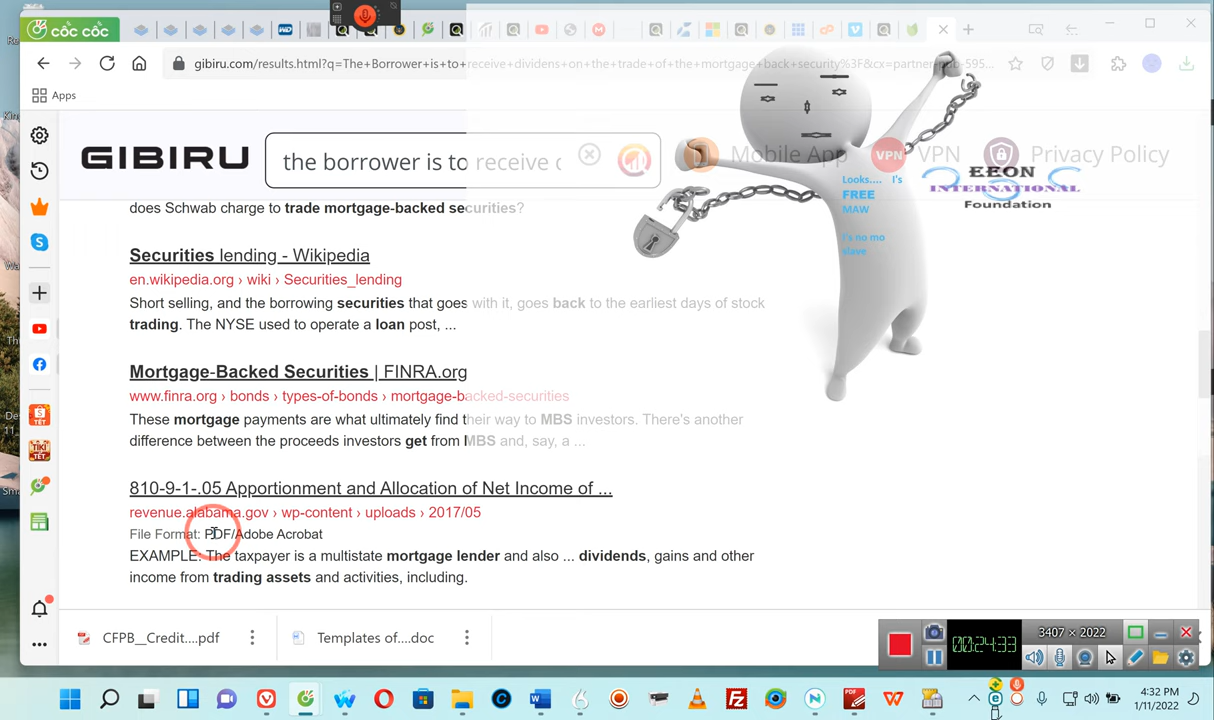 cốc cốc
WD
gibiru.com/results.html?q=The+Borrower+is+to+receive+dividens+on+the+trade+of+the+mortgage+back+security%3F&cx=partner-pub-595...
Apps
GIBIRU
the borrower is to receive d
Mobile App
VPN
VPN
Privacy Policy
Looks.... I's
FREE
MAW
I's no mo
slave
EEON
INTERNATIONAL
Foundation
does Schwab charge to trade mortgage-backed securities?
Securities lending - Wikipedia
en.wikipedia.org › wiki › Securities_lending
Short selling, and the borrowing securities that goes with it, goes back to the earliest days of stock
trading. The NYSE used to operate a loan post, ...
Mortgage-Backed Securities | FINRA.org
www.finra.org › bonds › types-of-bonds › mortgage-backed-securities
These mortgage payments are what ultimately find their way to MBS investors. There's another
difference between the proceeds investors get from MBS and, say, a ...
810-9-1-.05 Apportionment and Allocation of Net Income of ...
revenue.alabama.gov › wp-content › uploads › 2017/05
File Format: PDF/Adobe Acrobat
EXAMPLE: The taxpayer is a multistate mortgage lender and also ... dividends, gains and other
income from trading assets and activities, including.
CFPB__Credit....pdf
Templates of....doc
00:24:33
3407 × 2022
4:32 PM
1/11/2022